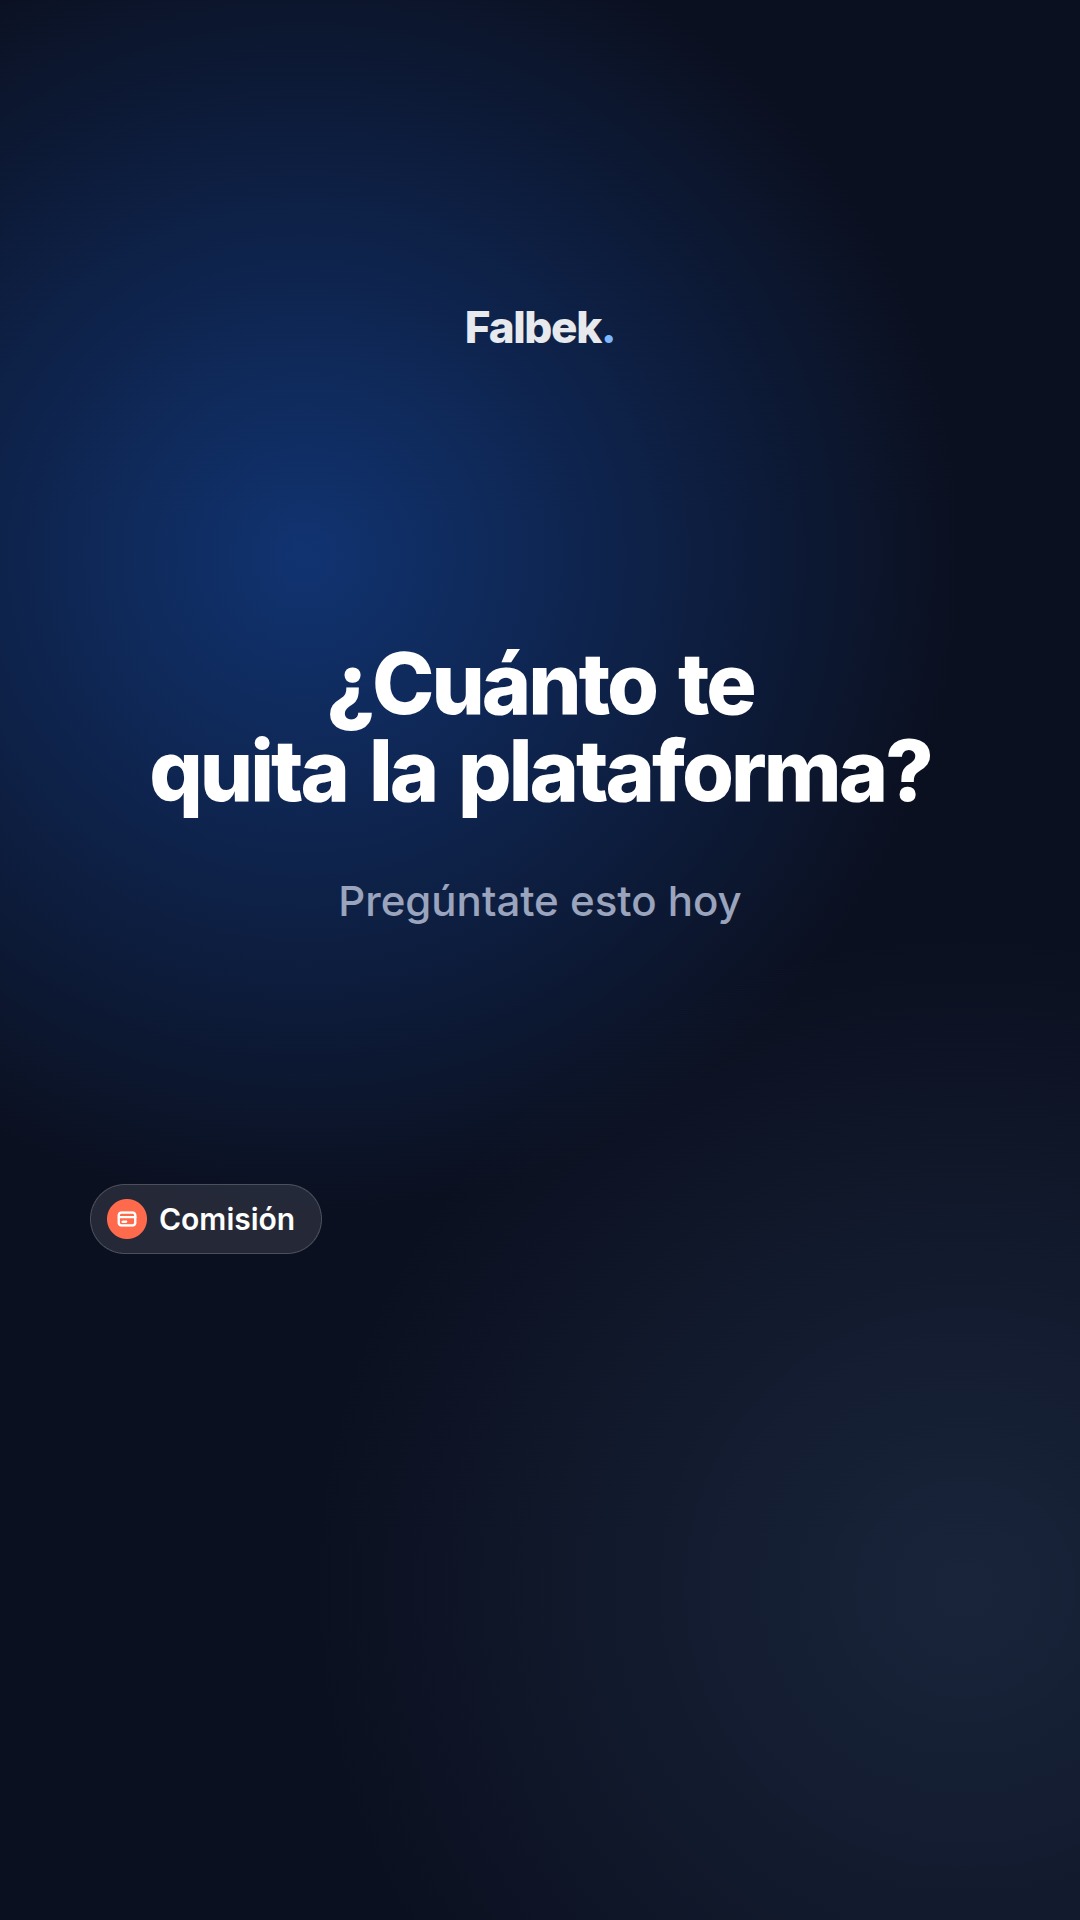 Falbek.
¿Cuánto te
quita la plataforma?
Pregúntate esto hoy
Comisión